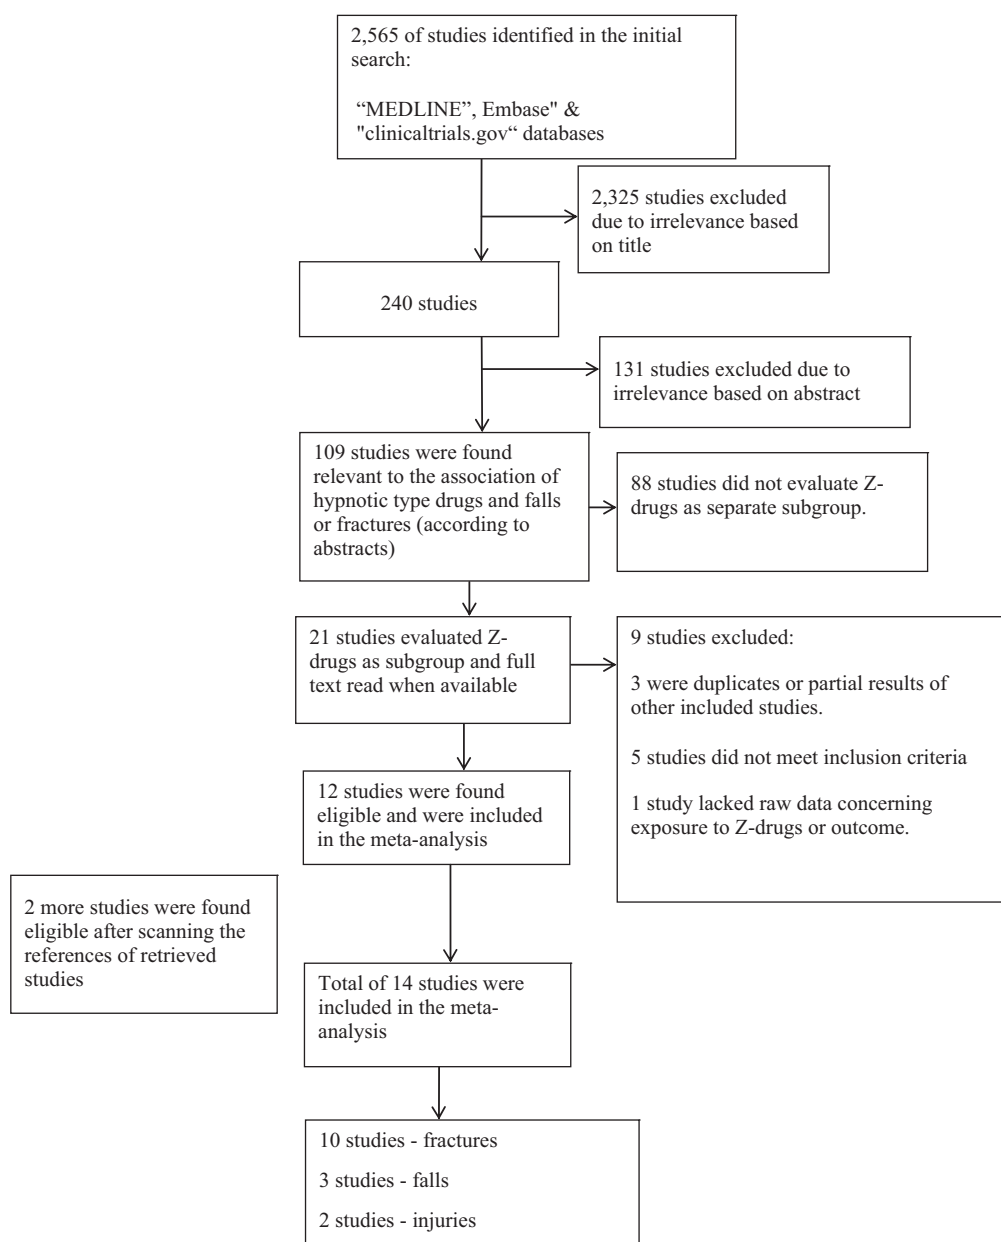 2,565 of studies identified in the initial
search:
“MEDLINE”, Embase" &
"clinicaltrials.gov“ databases
2,325 studies excluded
due to irrelevance based
on title
240 studies
131 studies excluded due to
irrelevance based on abstract
109 studies were found
relevant to the association of
hypnotic type drugs and falls
or fractures (according to
abstracts)
88 studies did not evaluate Z-
drugs as separate subgroup.
21 studies evaluated Z-
drugs as subgroup and full
text read when available
9 studies excluded:
3 were duplicates or partial results of
other included studies.
5 studies did not meet inclusion criteria
1 study lacked raw data concerning
exposure to Z-drugs or outcome.
12 studies were found
eligible and were included
in the meta-analysis
2 more studies were found
eligible after scanning the
references of retrieved
studies
Total of 14 studies were
included in the meta-
analysis
10 studies - fractures
3 studies - falls
2 studies - injuries